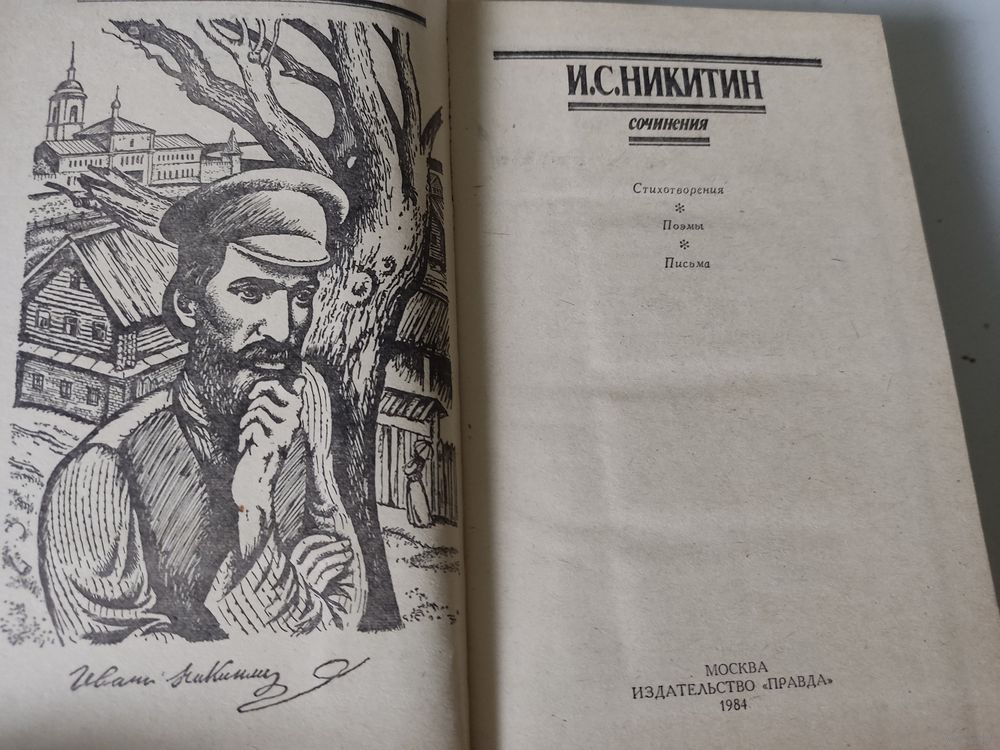 Иван Никитин
И.С.НИКИТИН
СОЧИНЕНИЯ
Стихотворения
*
Поэмы
*
Письма
МОСКВА
ИЗДАТЕЛЬСТВО «ПРАВДА»
1984